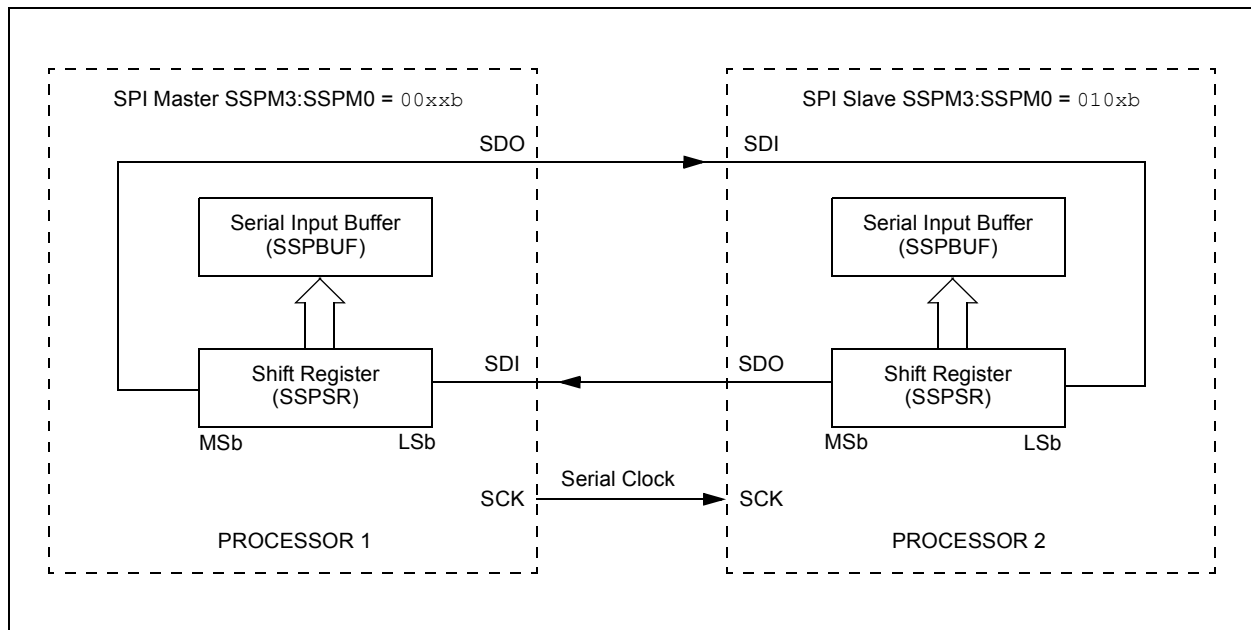 SPI Master SSPM3:SSPM0 = 00xxb
SDO
Serial Input Buffer
(SSPBUF)
Shift Register
(SSPSR)
MSb
LSb
SDI
SCK
PROCESSOR 1
Serial Clock
SPI Slave SSPM3:SSPM0 = 010xb
SDI
Serial Input Buffer
(SSPBUF)
SDO
Shift Register
(SSPSR)
MSb
LSb
SCK
PROCESSOR 2